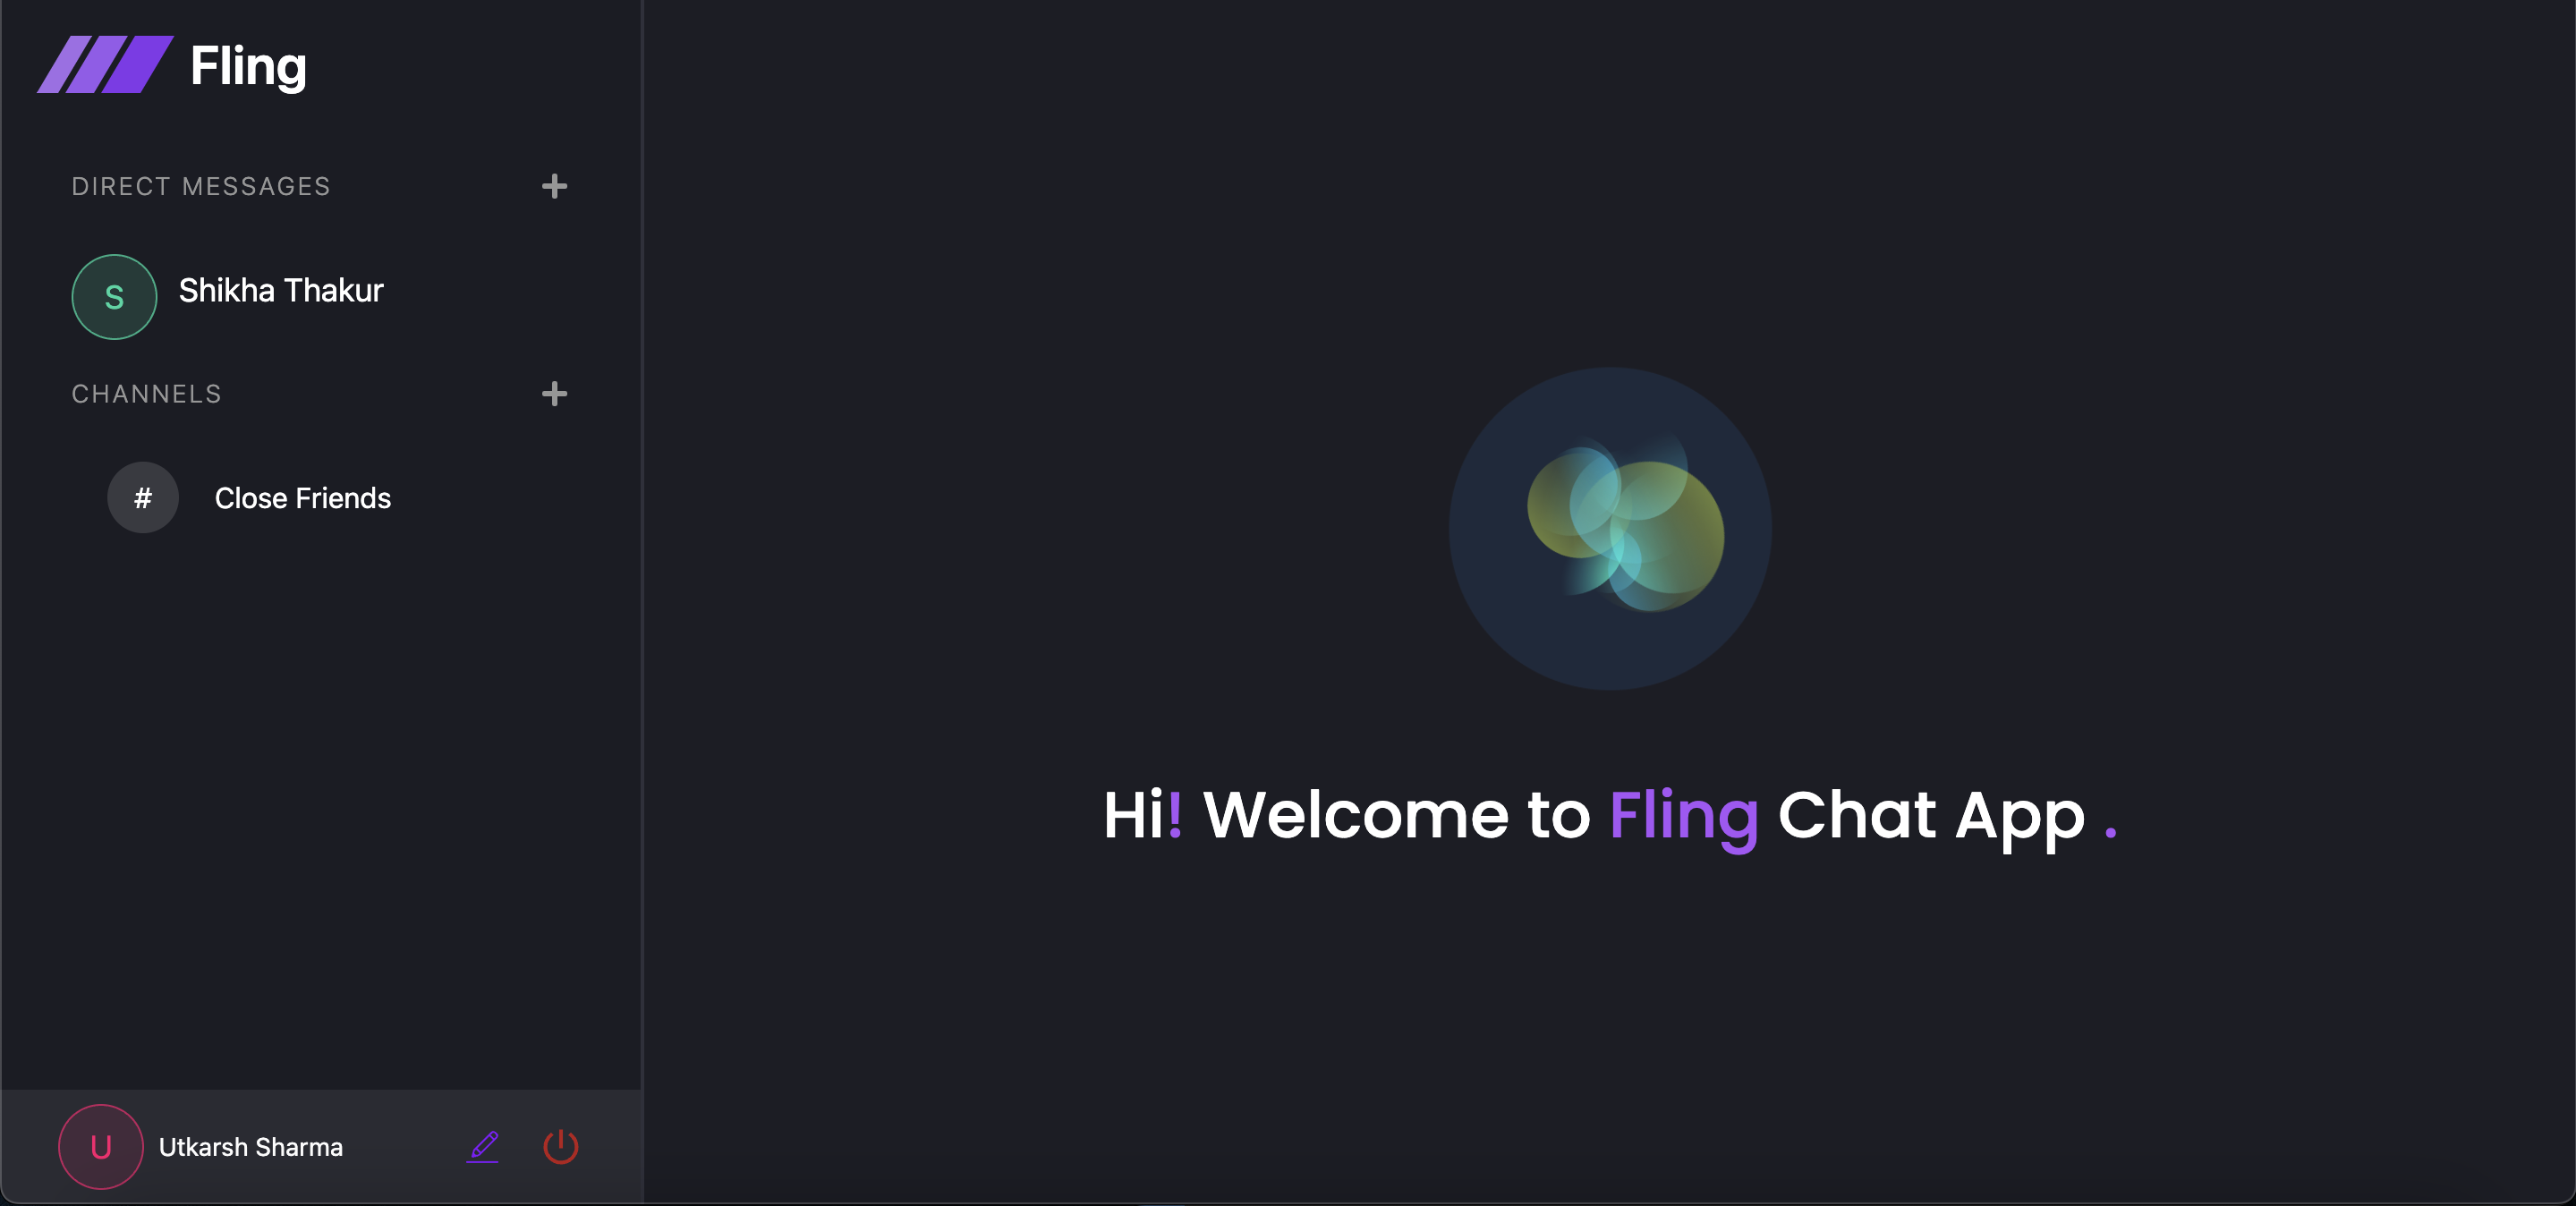 Fling
DIRECT MESSAGES
S
Shikha Thakur
CHANNELS
#
Close Friends
Hi! Welcome to Fling Chat App .
U
Utkarsh Sharma